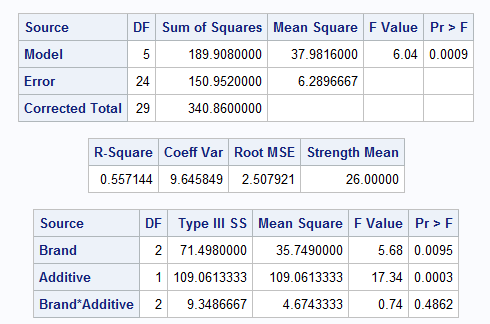 Source DF Sum of Squares Mean Square F Value Pr > F
Model 5 189.9080000 37.9816000 6.04 0.0009
Error 24 150.9520000 6.2896667
Corrected Total 29 340.8600000
R-Square Coeff Var Root MSE Strength Mean
0.557144 9.645849 2.507921 26.00000
Source DF Type III SS Mean Square F Value Pr > F
Brand 2 71.4980000 35.7490000 5.68 0.0095
Additive 1 109.0613333 109.0613333 17.34 0.0003
Brand*Additive 2 9.3486667 4.6743333 0.74 0.4862